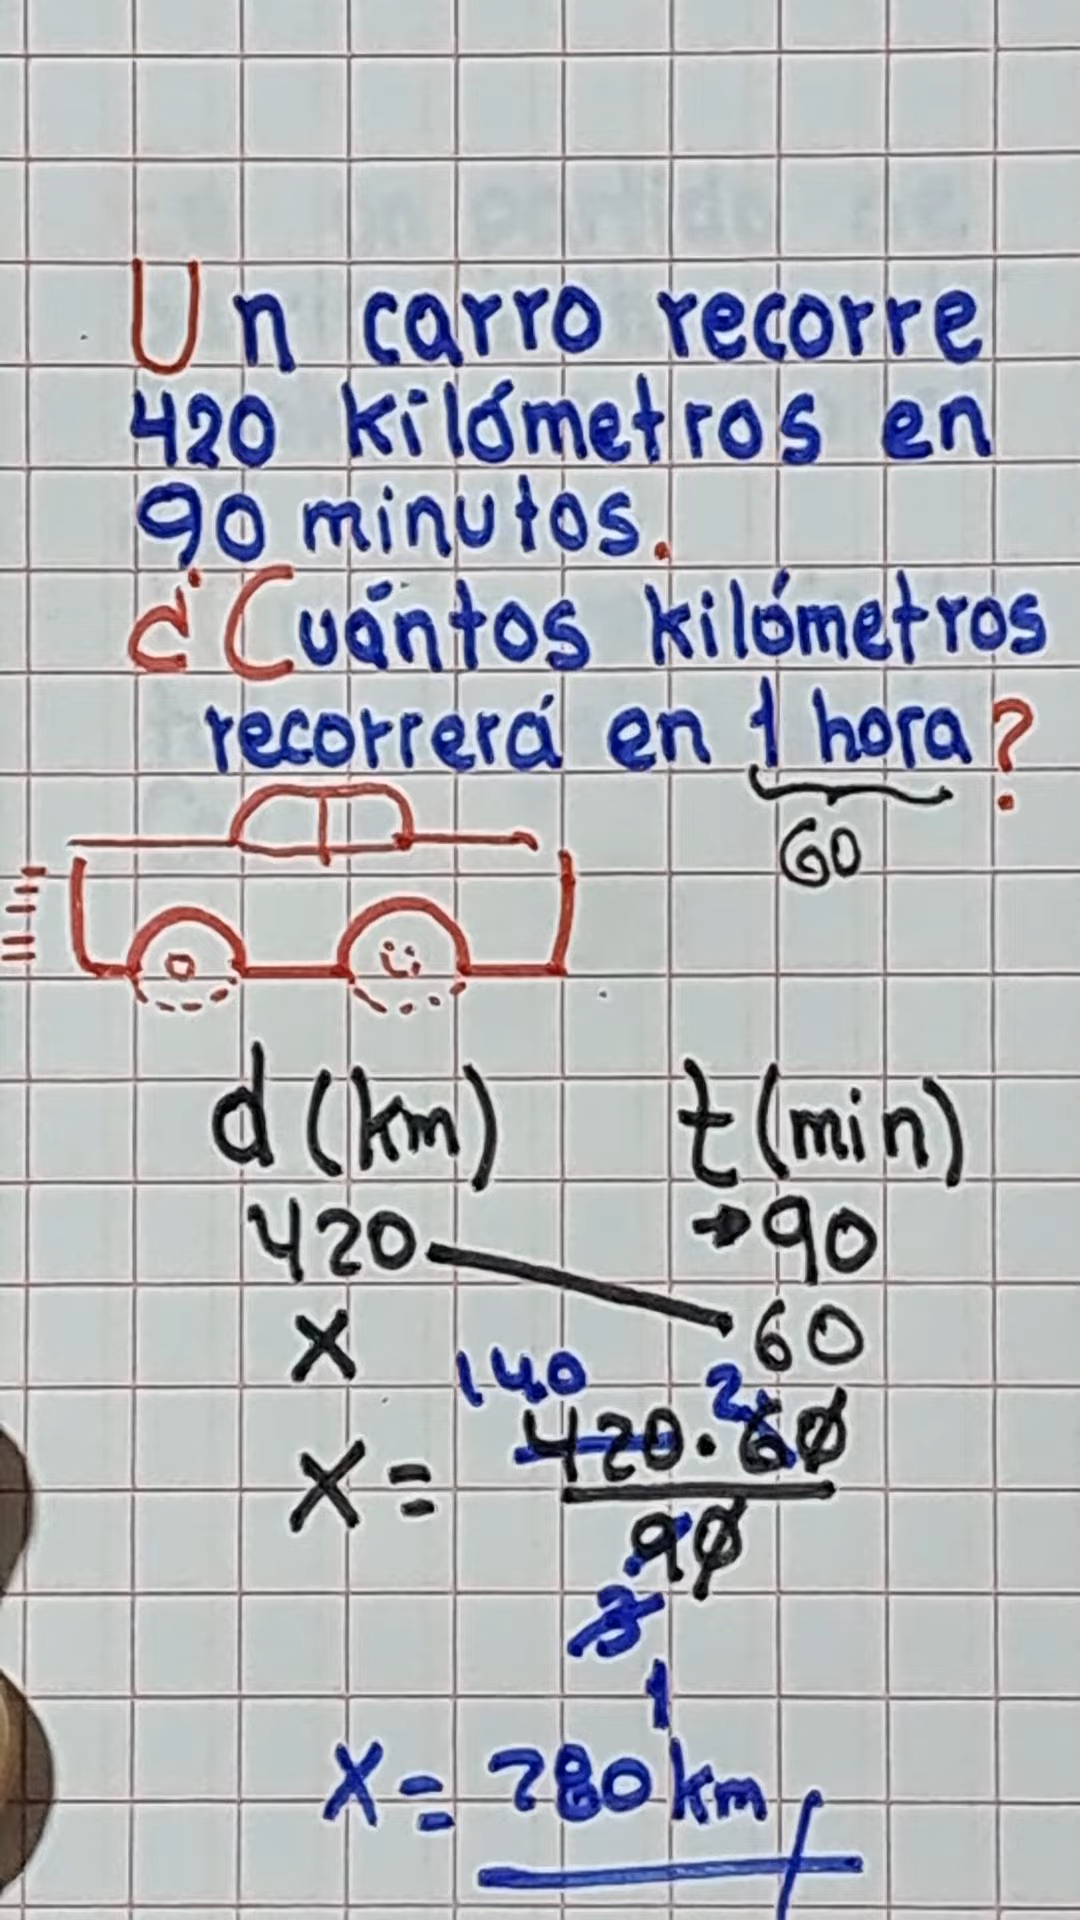 Un carro recorre
420 kilómetros en
90 minutos.
¿Cuántos kilómetros
recorrerá en 1 hora?
60
d (km) t (min)
420 → 90
x 60
140 2
x = 420 · 60
90
3
1
x = 280 km